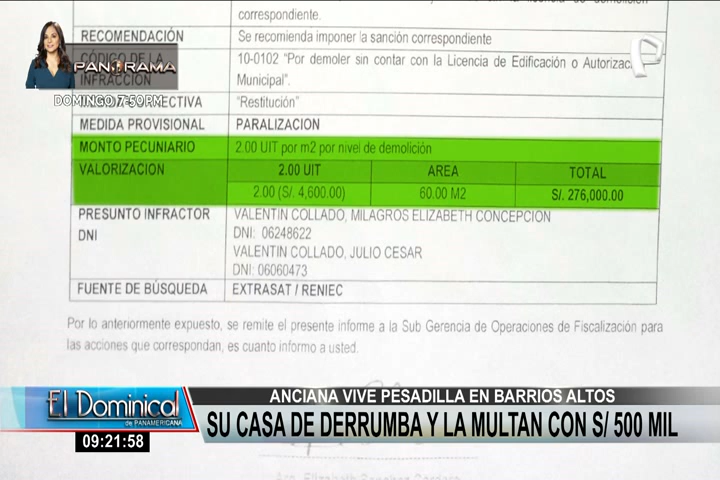 correspondiente.
RECOMENDACIÓN Se recomienda imponer la sanción correspondiente
CÓDIGO DE LA INFRACCIÓN 10-0102 “Por demoler sin contar con la Licencia de Edificación o
Municipal”.
“Restitución”
MEDIDA PROVISIONAL PARALIZACION
MONTO PECUNIARIO 2.00 UIT por m2 por nivel de demolición
VALORIZACION 2.00 UIT AREA TOTAL
2.00 (S/. 4,600.00) 60.00 M2 S/. 276,000.00
PRESUNTO INFRACTOR VALENTIN COLLADO, MILAGROS ELIZABETH CONCEPCION
DNI DNI: 06248622
VALENTIN COLLADO, JULIO CESAR
DNI: 06060473
FUENTE DE BÚSQUEDA EXTRASAT / RENIEC
Por lo anteriormente expuesto, se remite el presente informe a la Sub Gerencia de Operaciones de Fiscalización para
las acciones que correspondan, es cuanto informo a usted.
PANORAMA
DOMINGO 7:50 PM
P
El Dominical
DE PANAMERICANA
09:21:58
ANCIANA VIVE PESADILLA EN BARRIOS ALTOS
SU CASA DE DERRUMBA Y LA MULTAN CON S/ 500 MIL